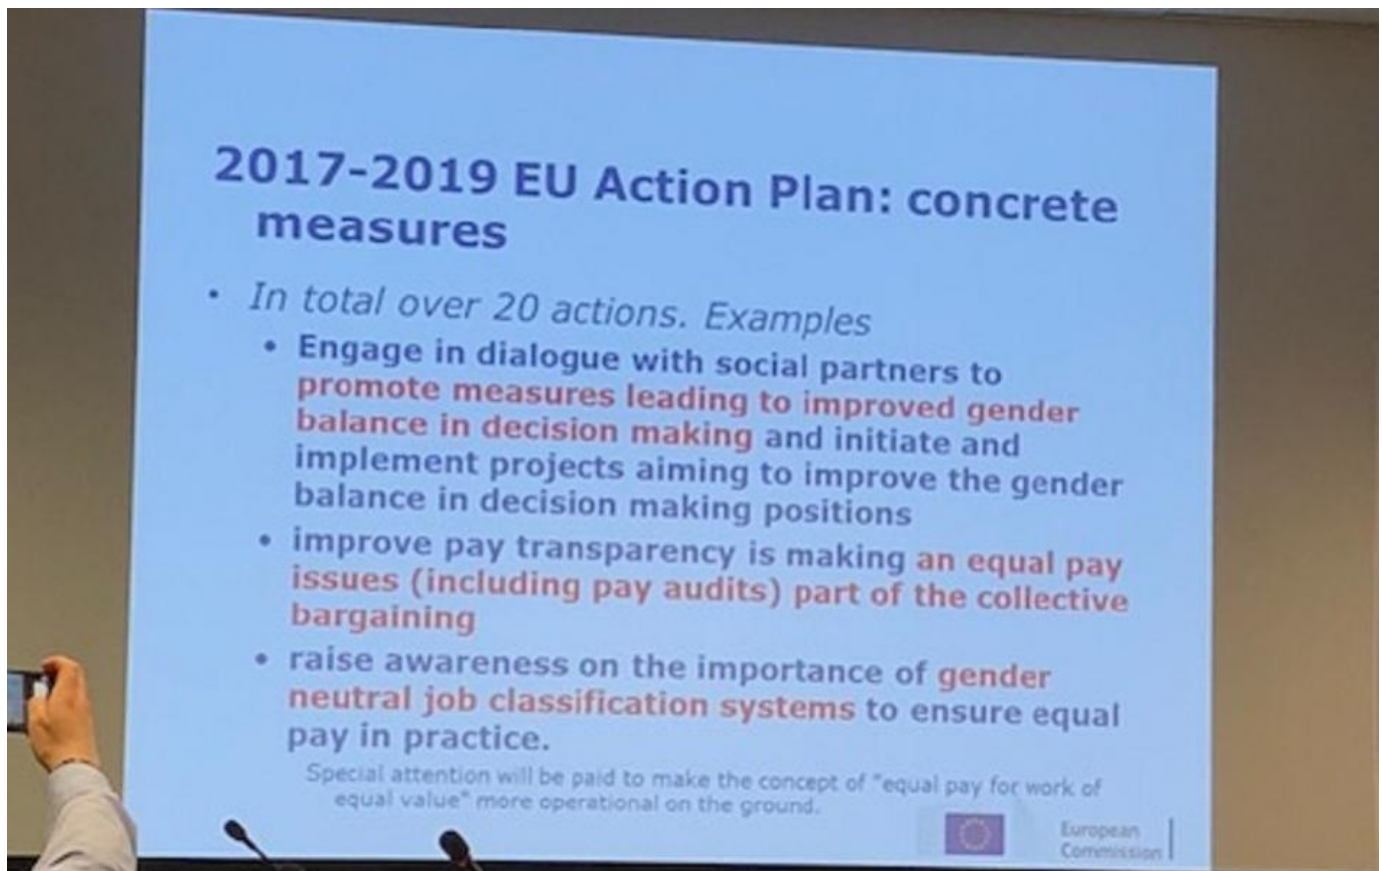 2017-2019 EU Action Plan: concrete
measures
• In total over 20 actions. Examples
• Engage in dialogue with social partners to
promote measures leading to improved gender
balance in decision making and initiate and
implement projects aiming to improve the gender
balance in decision making positions
• improve pay transparency is making an equal pay
issues (including pay audits) part of the collective
bargaining
• raise awareness on the importance of gender
neutral job classification systems to ensure equal
pay in practice.
Special attention will be paid to make the concept of "equal pay for work of
equal value" more operational on the ground.
European
Commission